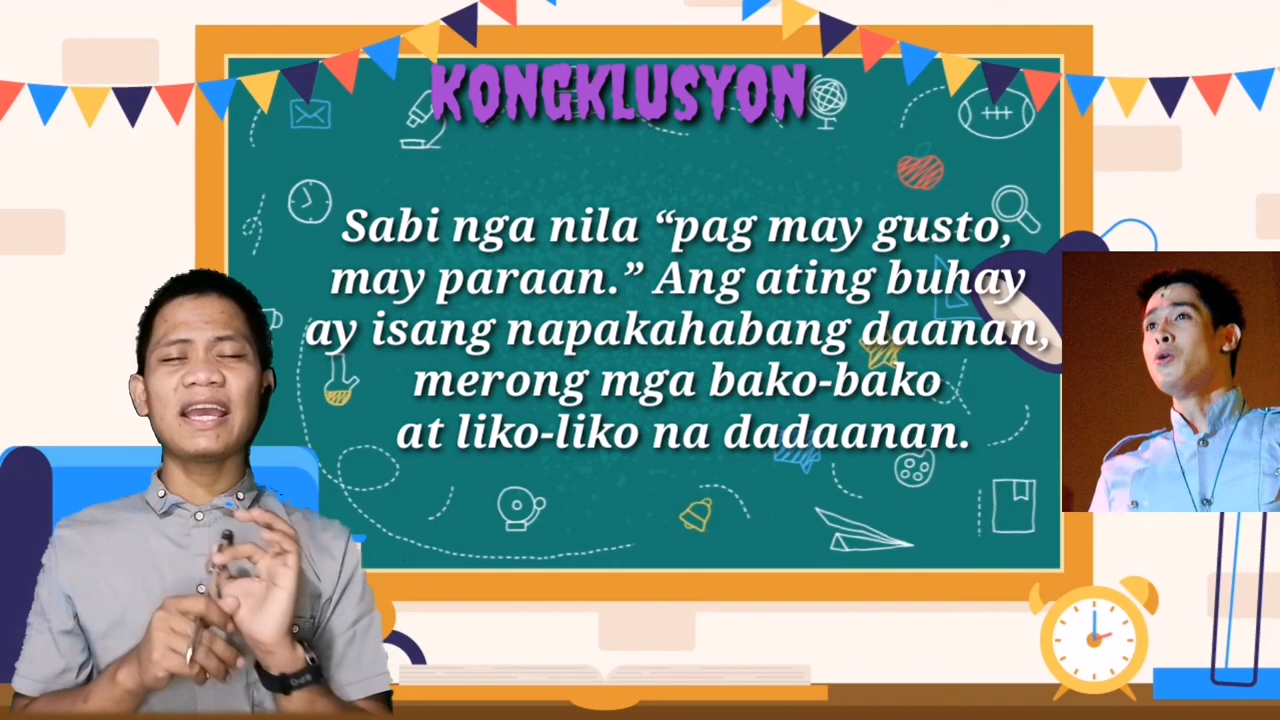 KONGKLUSYON
Sabi nga nila “pag may gusto,
may paraan.” Ang ating buhay
ay isang napakahabang daanan,
merong mga bako-bako
at liko-liko na dadaanan.